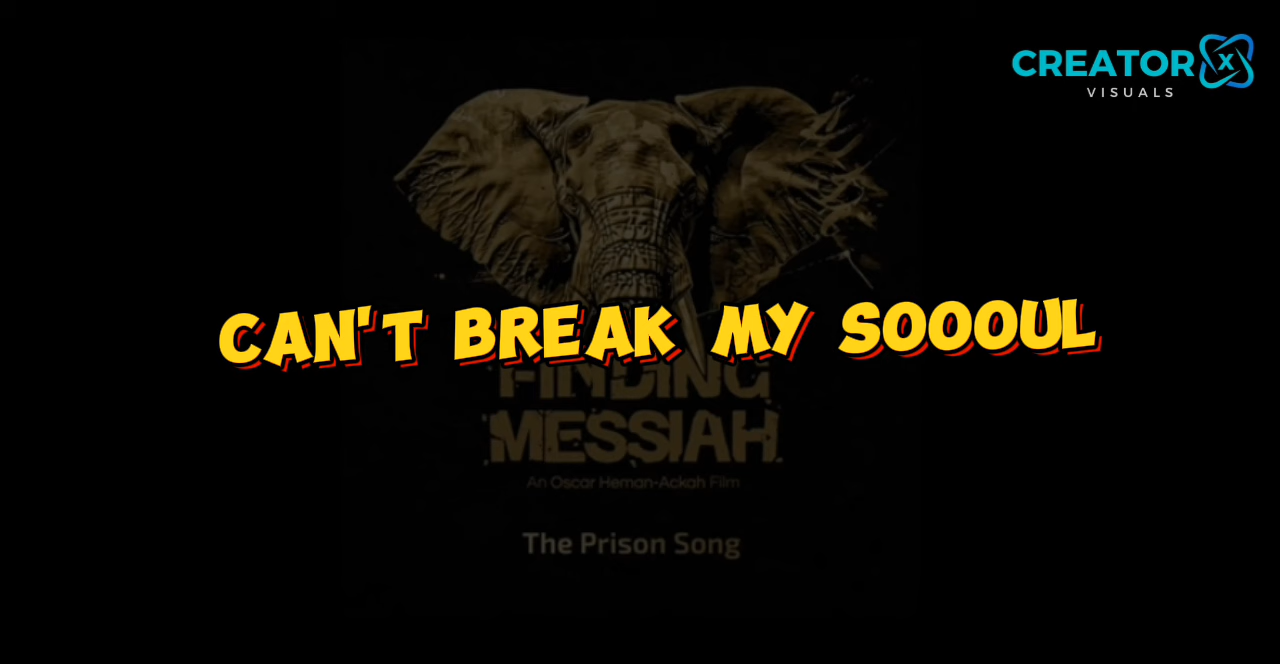 CREATOR X
VISUALS
CAN'T BREAK MY SOOOUL
FINDING
MESSIAH
An Oscar Heman-Ackah Film
The Prison Song